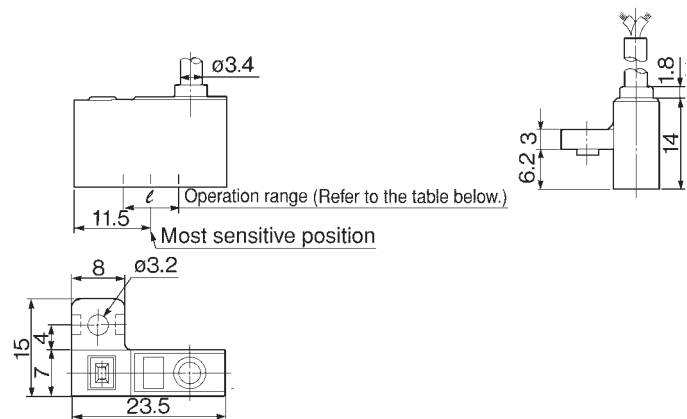 ø3.4
1.8
3
6.2
14
ℓ Operation range (Refer to the table below.)
11.5
Most sensitive position
8
ø3.2
15
4
7
23.5